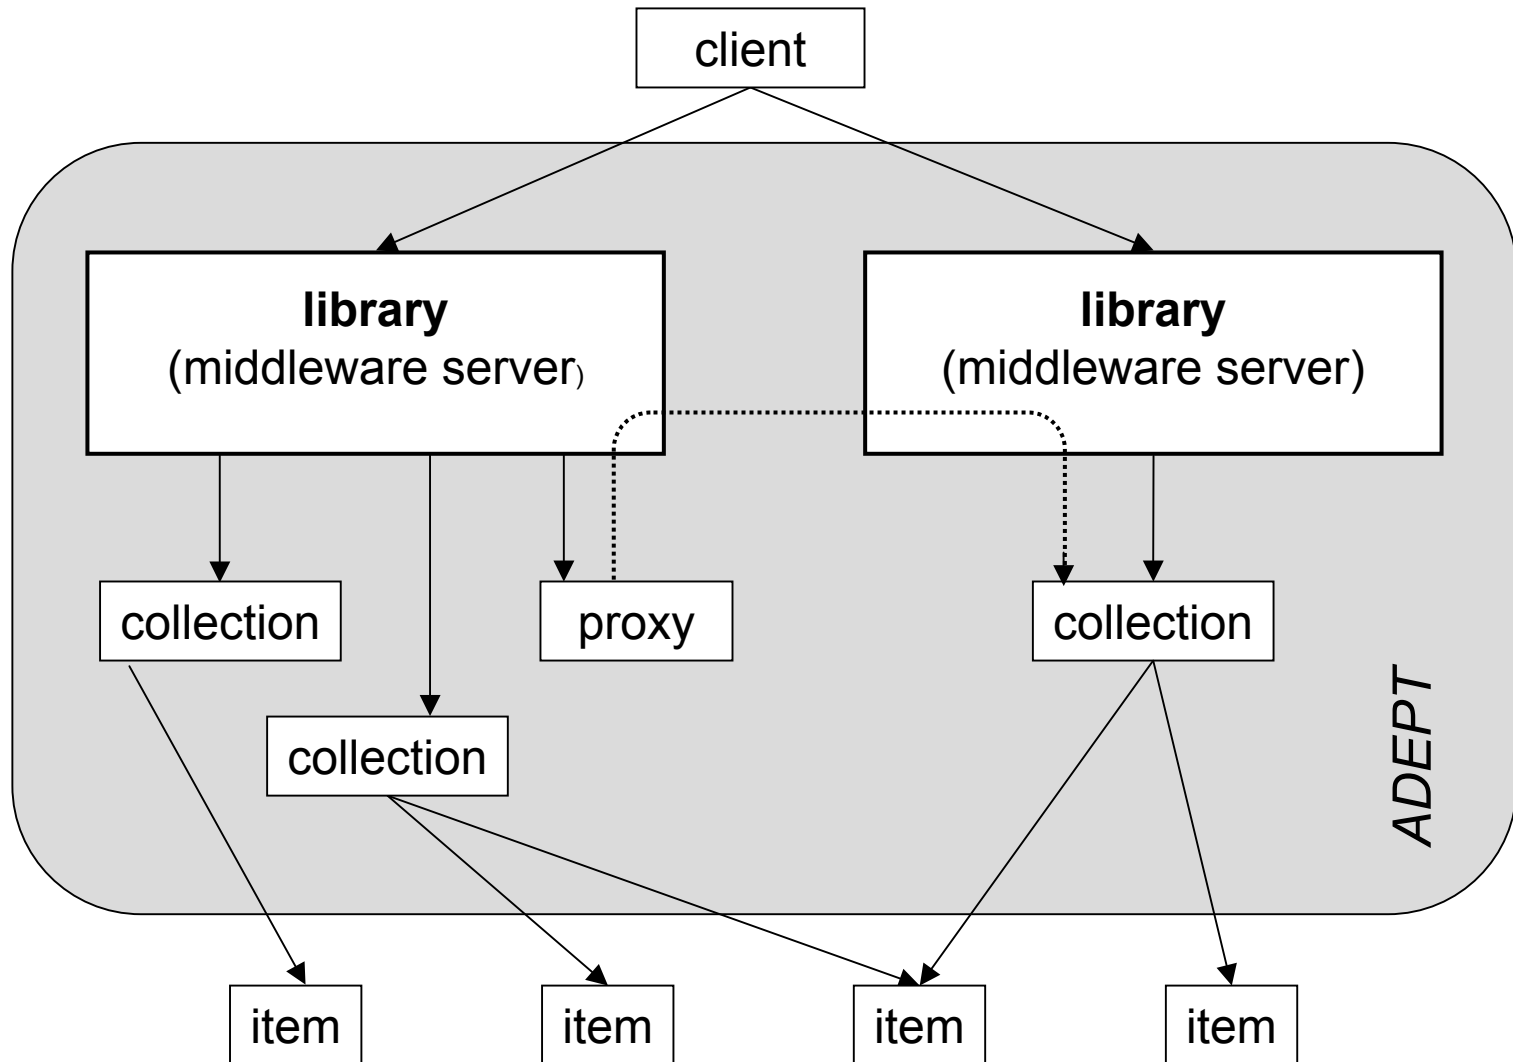 client
library
(middleware server)
library
(middleware server)
collection
proxy
collection
collection
ADEPT
item
item
item
item